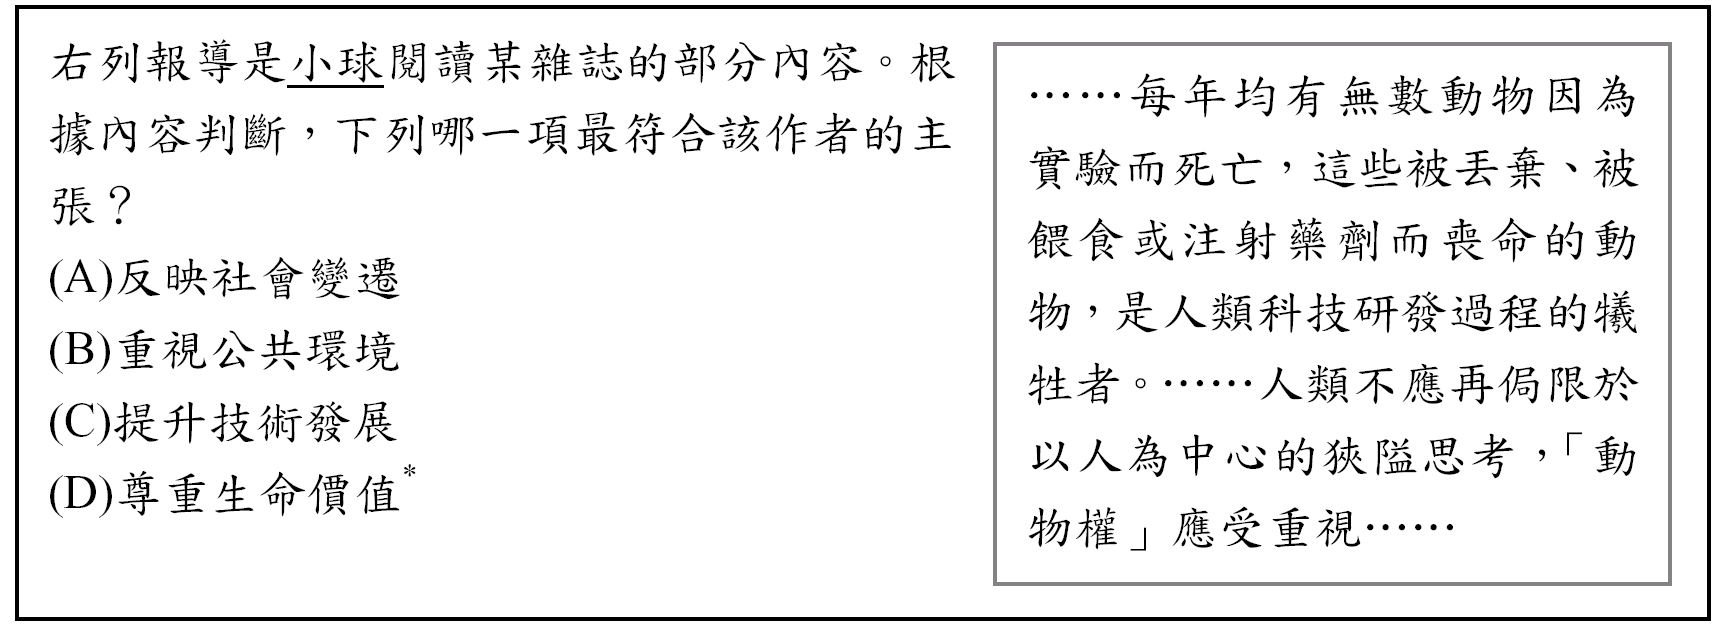 右列報導是小球閱讀某雜誌的部分內容。根
據內容判斷，下列哪一項最符合該作者的主
張？
(A)反映社會變遷
(B)重視公共環境
(C)提升技術發展
(D)尊重生命價值*
……每年均有無數動物因為
實驗而死亡，這些被丟棄、被
餵食或注射藥劑而喪命的動
物，是人類科技研發過程的犧
牲者。……人類不應再侷限於
以人為中心的狹隘思考，「動
物權」應受重視……